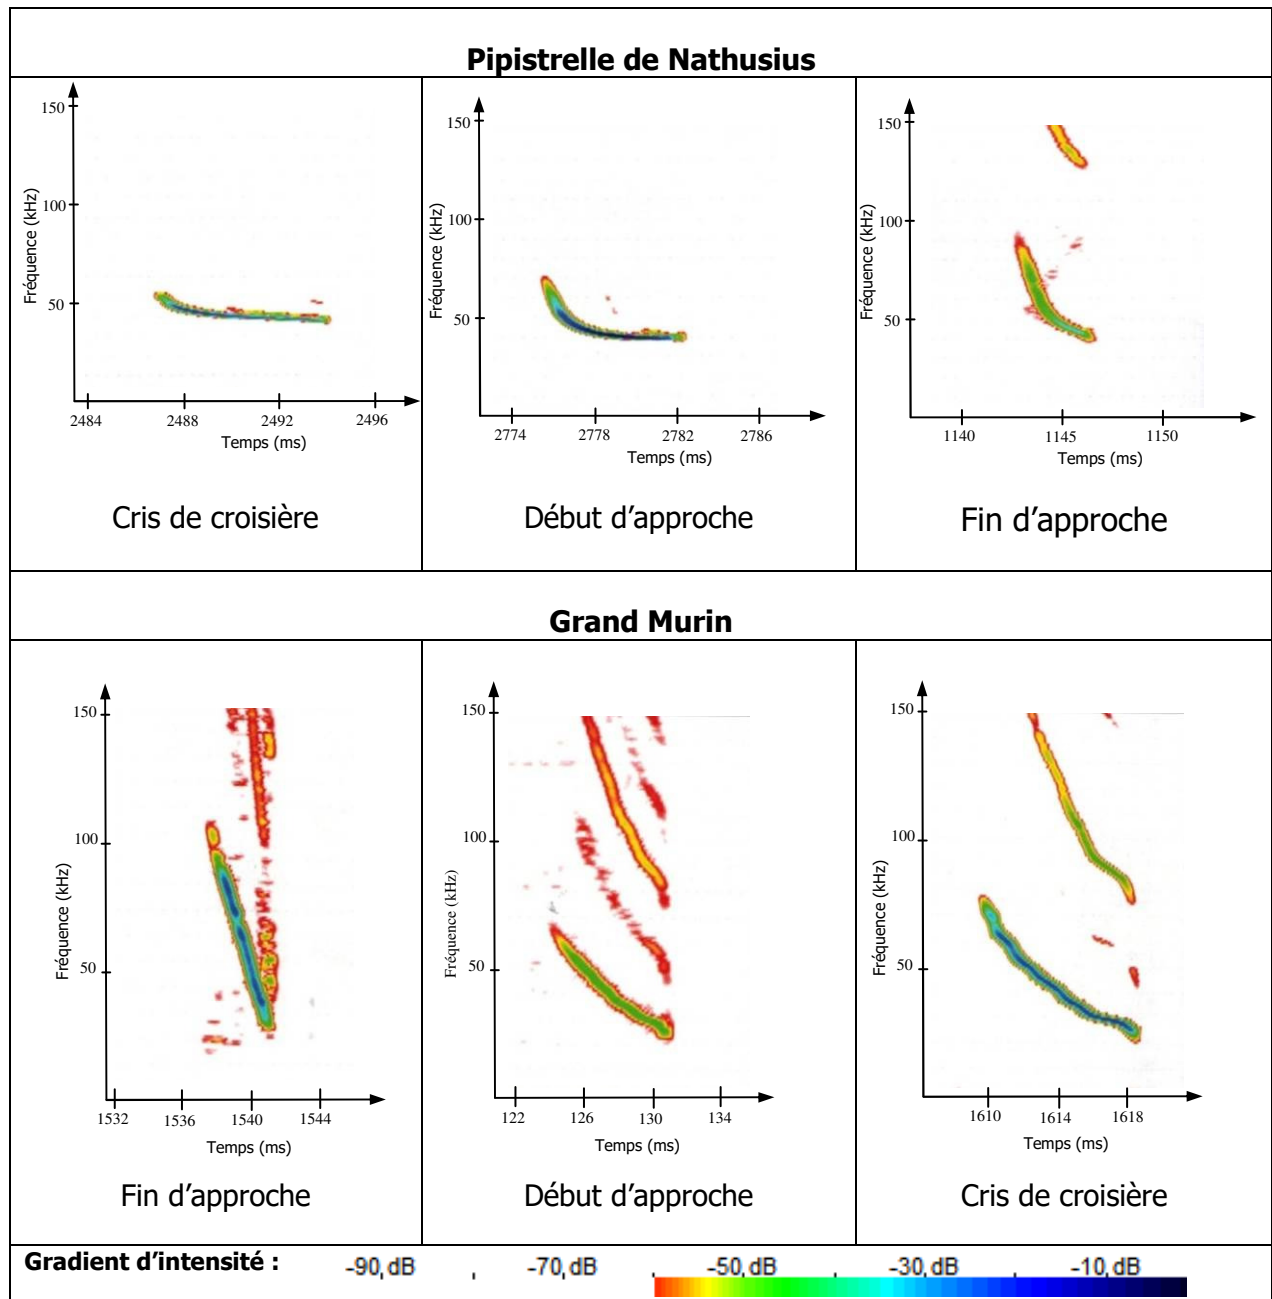 Pipistrelle de Nathusius
150
100
50
Fréquence (kHz)
2484 2488 2492 2496
Temps (ms)
Cris de croisière
150
100
50
Fréquence (kHz)
2774 2778 2782 2786
Temps (ms)
Début d’approche
150
100
50
Fréquence (kHz)
1140 1145 1150
Temps (ms)
Fin d’approche
Grand Murin
150
100
50
Fréquence (kHz)
1532 1536 1540 1544
Temps (ms)
Fin d’approche
150
100
50
Fréquence (kHz)
122 126 130 134
Temps (ms)
Début d’approche
150
100
50
Fréquence (kHz)
1610 1614 1618
Temps (ms)
Cris de croisière
Gradient d’intensité : -90 dB -70 dB -50 dB -30 dB -10 dB